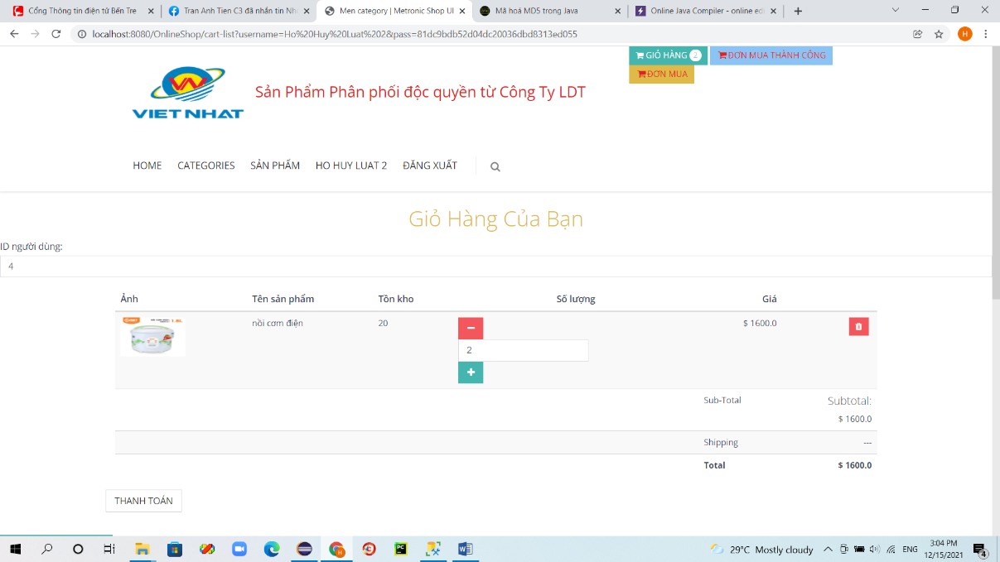 Cổng Thông tin điện tử Bến Tre
Tran Anh Tien C3 đã nhắn tin Nh
Men category | Metronic Shop UI
Mã hoá MD5 trong Java
Online Java Compiler - online edi
localhost:8080/OnlineShop/cart-list?username=Ho%20Huy%20Luat%202&pass=81dc9bdb52d04dc20036dbd8313ed055
H
VIET NHAT
Sản Phẩm Phân phối độc quyền từ Công Ty LDT
GIỎ HÀNG 2
ĐƠN MUA THÀNH CÔNG
ĐƠN MUA
HOME CATEGORIES SẢN PHẨM HO HUY LUAT 2 ĐĂNG XUẤT
Giỏ Hàng Của Bạn
ID người dùng:
4
Ảnh Tên sản phẩm Tồn kho Số lượng Giá
nồi cơm điện 20 $ 1600.0
2
Sub-Total Subtotal:
$ 1600.0
Shipping ---
Total $ 1600.0
THANH TOÁN
29°C Mostly cloudy
ENG
3:04 PM
12/15/2021
4